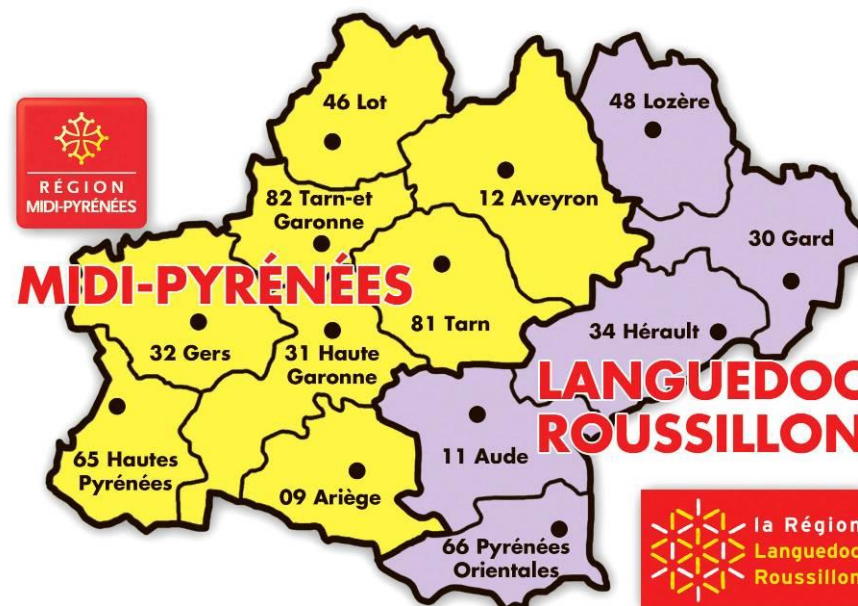 46 Lot
48 Lozère
RÉGION
MIDI-PYRÉNÉES
82 Tarn-et
Garonne
12 Aveyron
30 Gard
MIDI-PYRÉNÉES
32 Gers
31 Haute
Garonne
81 Tarn
34 Hérault
LANGUEDOC
ROUSSILLON
65 Hautes
Pyrénées
09 Ariège
11 Aude
66 Pyrénées
Orientales
la Région
Languedoc
Roussillon